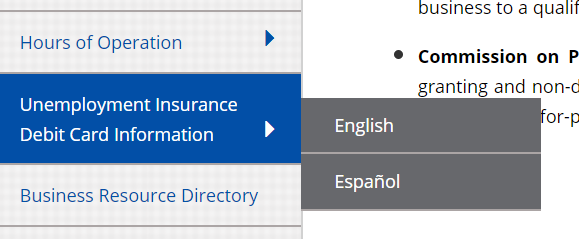 Hours of Operation
Unemployment Insurance
Debit Card Information
Business Resource Directory
English
Español
business to a qualif
Commission on P
granting and non-d
for-p